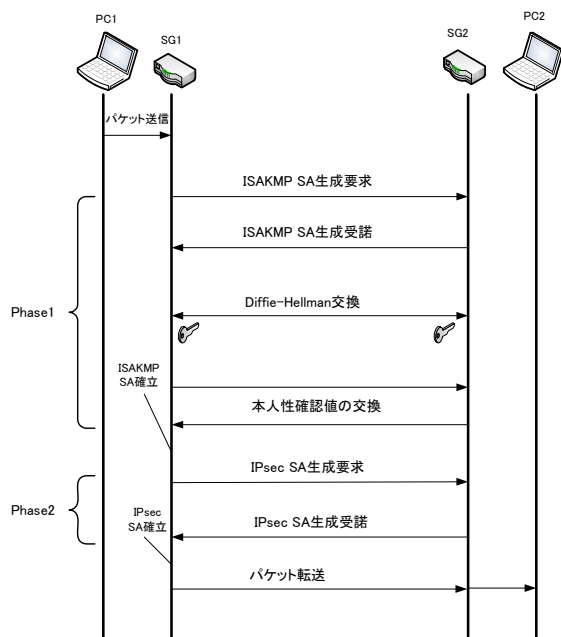 PC1
SG1
SG2
PC2
パケット送信
ISAKMP SA生成要求
ISAKMP SA生成受諾
Diffie-Hellman交換
Phase1
ISAKMP
SA確立
本人性確認値の交換
IPsec SA生成要求
Phase2
IPsec
SA確立
IPsec SA生成受諾
パケット転送